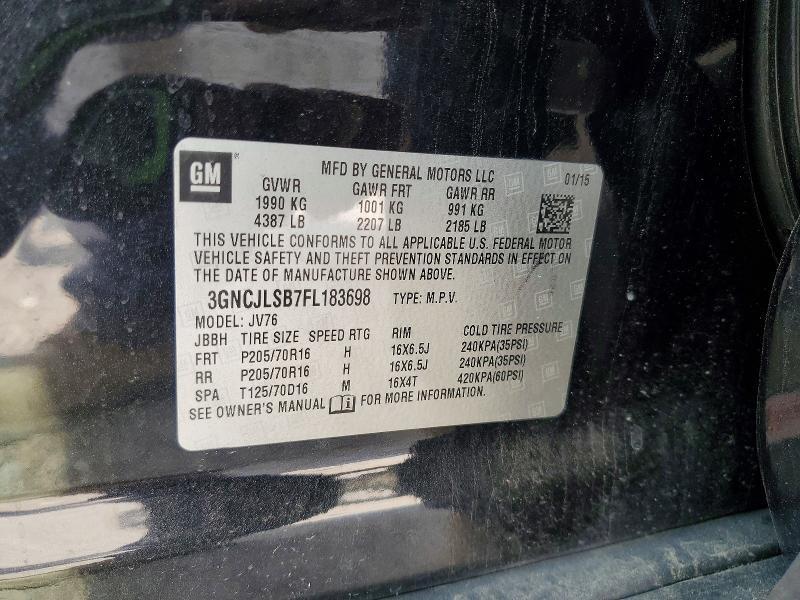 GM
MFD BY GENERAL MOTORS LLC 01/15
GVWR GAWR FRT GAWR RR
1990 KG 1001 KG 991 KG
4387 LB 2207 LB 2185 LB
THIS VEHICLE CONFORMS TO ALL APPLICABLE U.S. FEDERAL MOTOR
VEHICLE SAFETY AND THEFT PREVENTION STANDARDS IN EFFECT ON
THE DATE OF MANUFACTURE SHOWN ABOVE.
3GNCJLSB7FL183698 TYPE: M.P.V.
MODEL: JV76
JBBH TIRE SIZE SPEED RTG RIM COLD TIRE PRESSURE
FRT P205/70R16 H 16X6.5J 240KPA(35PSI)
RR P205/70R16 H 16X6.5J 240KPA(35PSI)
SPA T125/70D16 M 16X4T 420KPA(60PSI)
SEE OWNER'S MANUAL FOR MORE INFORMATION.